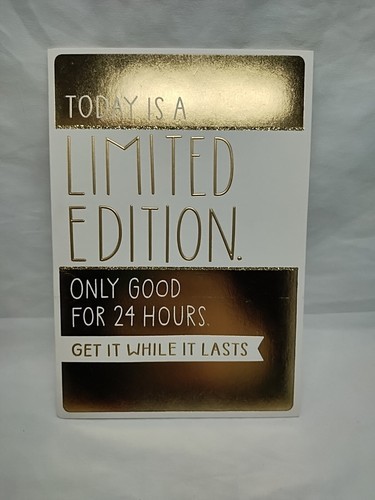 TODAY IS A
LIMITED
EDITION.
ONLY GOOD
FOR 24 HOURS.
GET IT WHILE IT LASTS